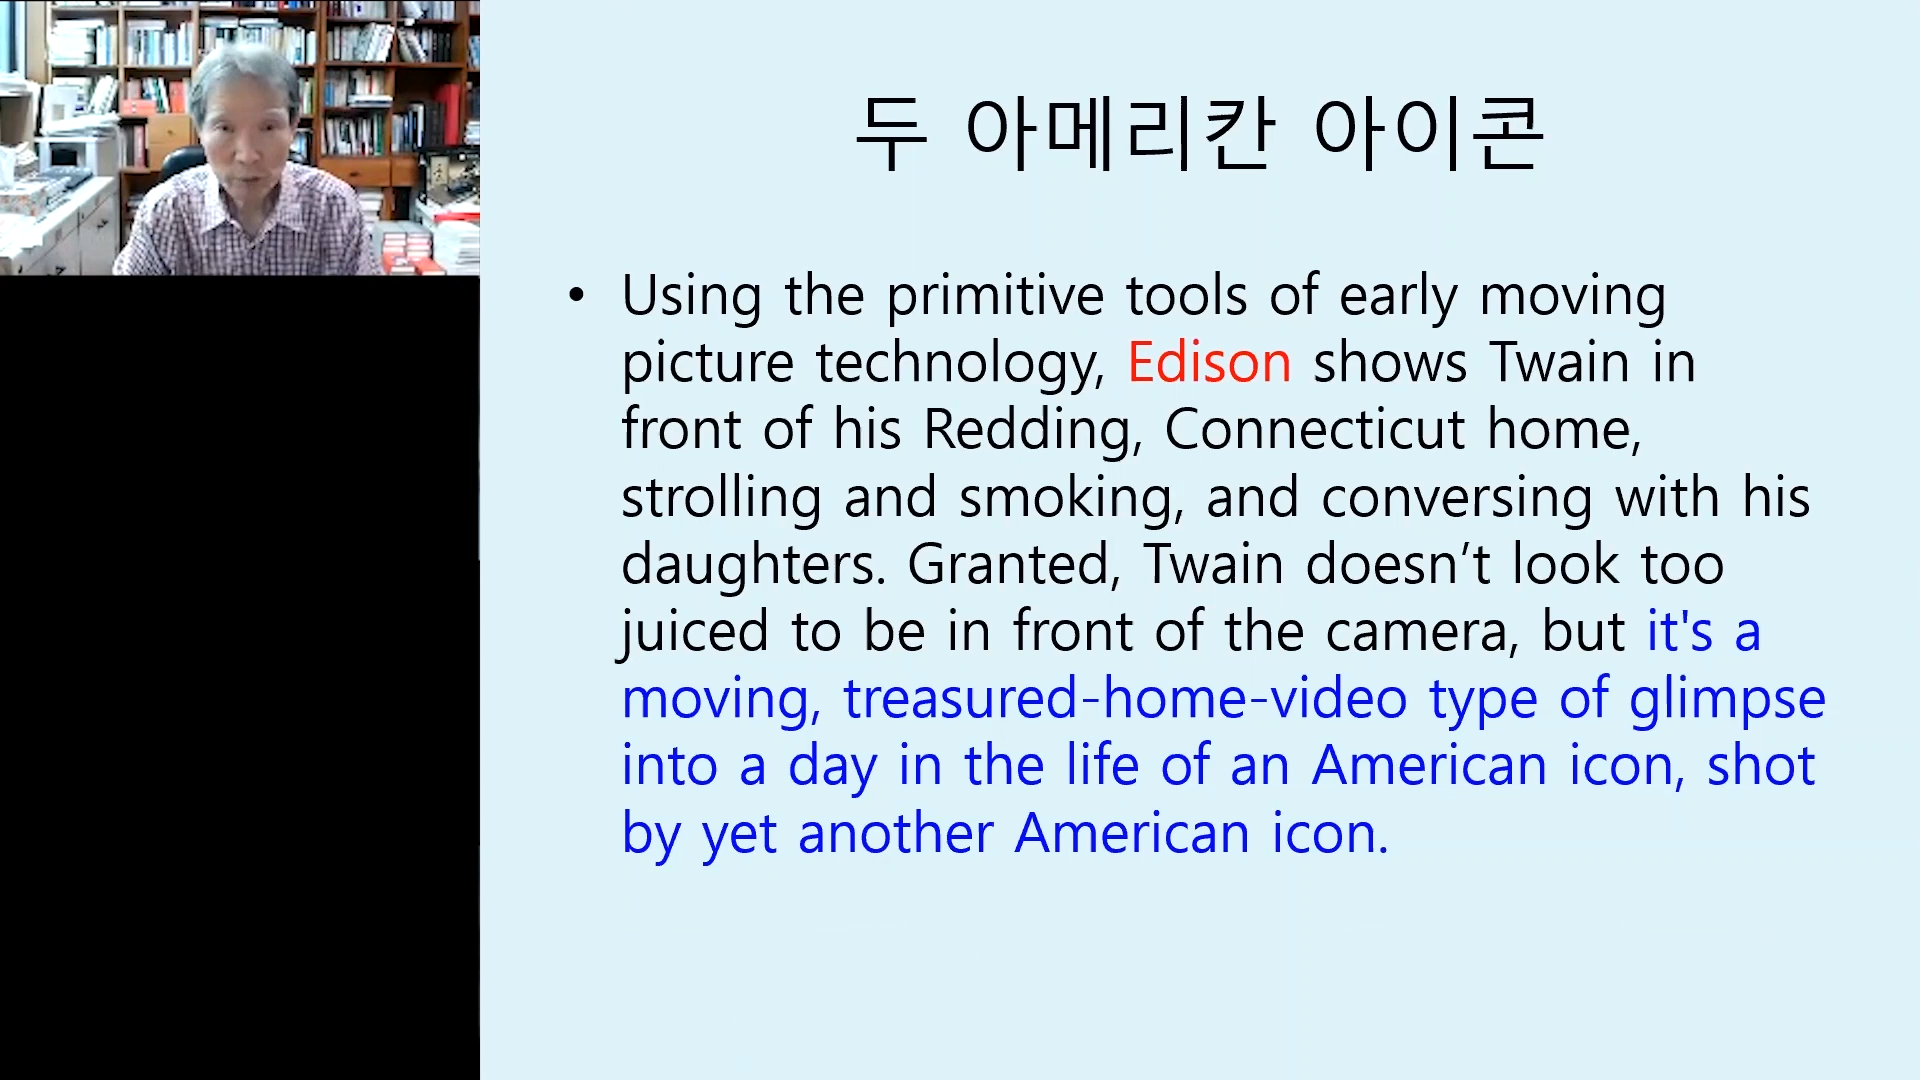 두 아메리칸 아이콘
• Using the primitive tools of early moving
picture technology, Edison shows Twain in
front of his Redding, Connecticut home,
strolling and smoking, and conversing with his
daughters. Granted, Twain doesn’t look too
juiced to be in front of the camera, but it's a
moving, treasured-home-video type of glimpse
into a day in the life of an American icon, shot
by yet another American icon.